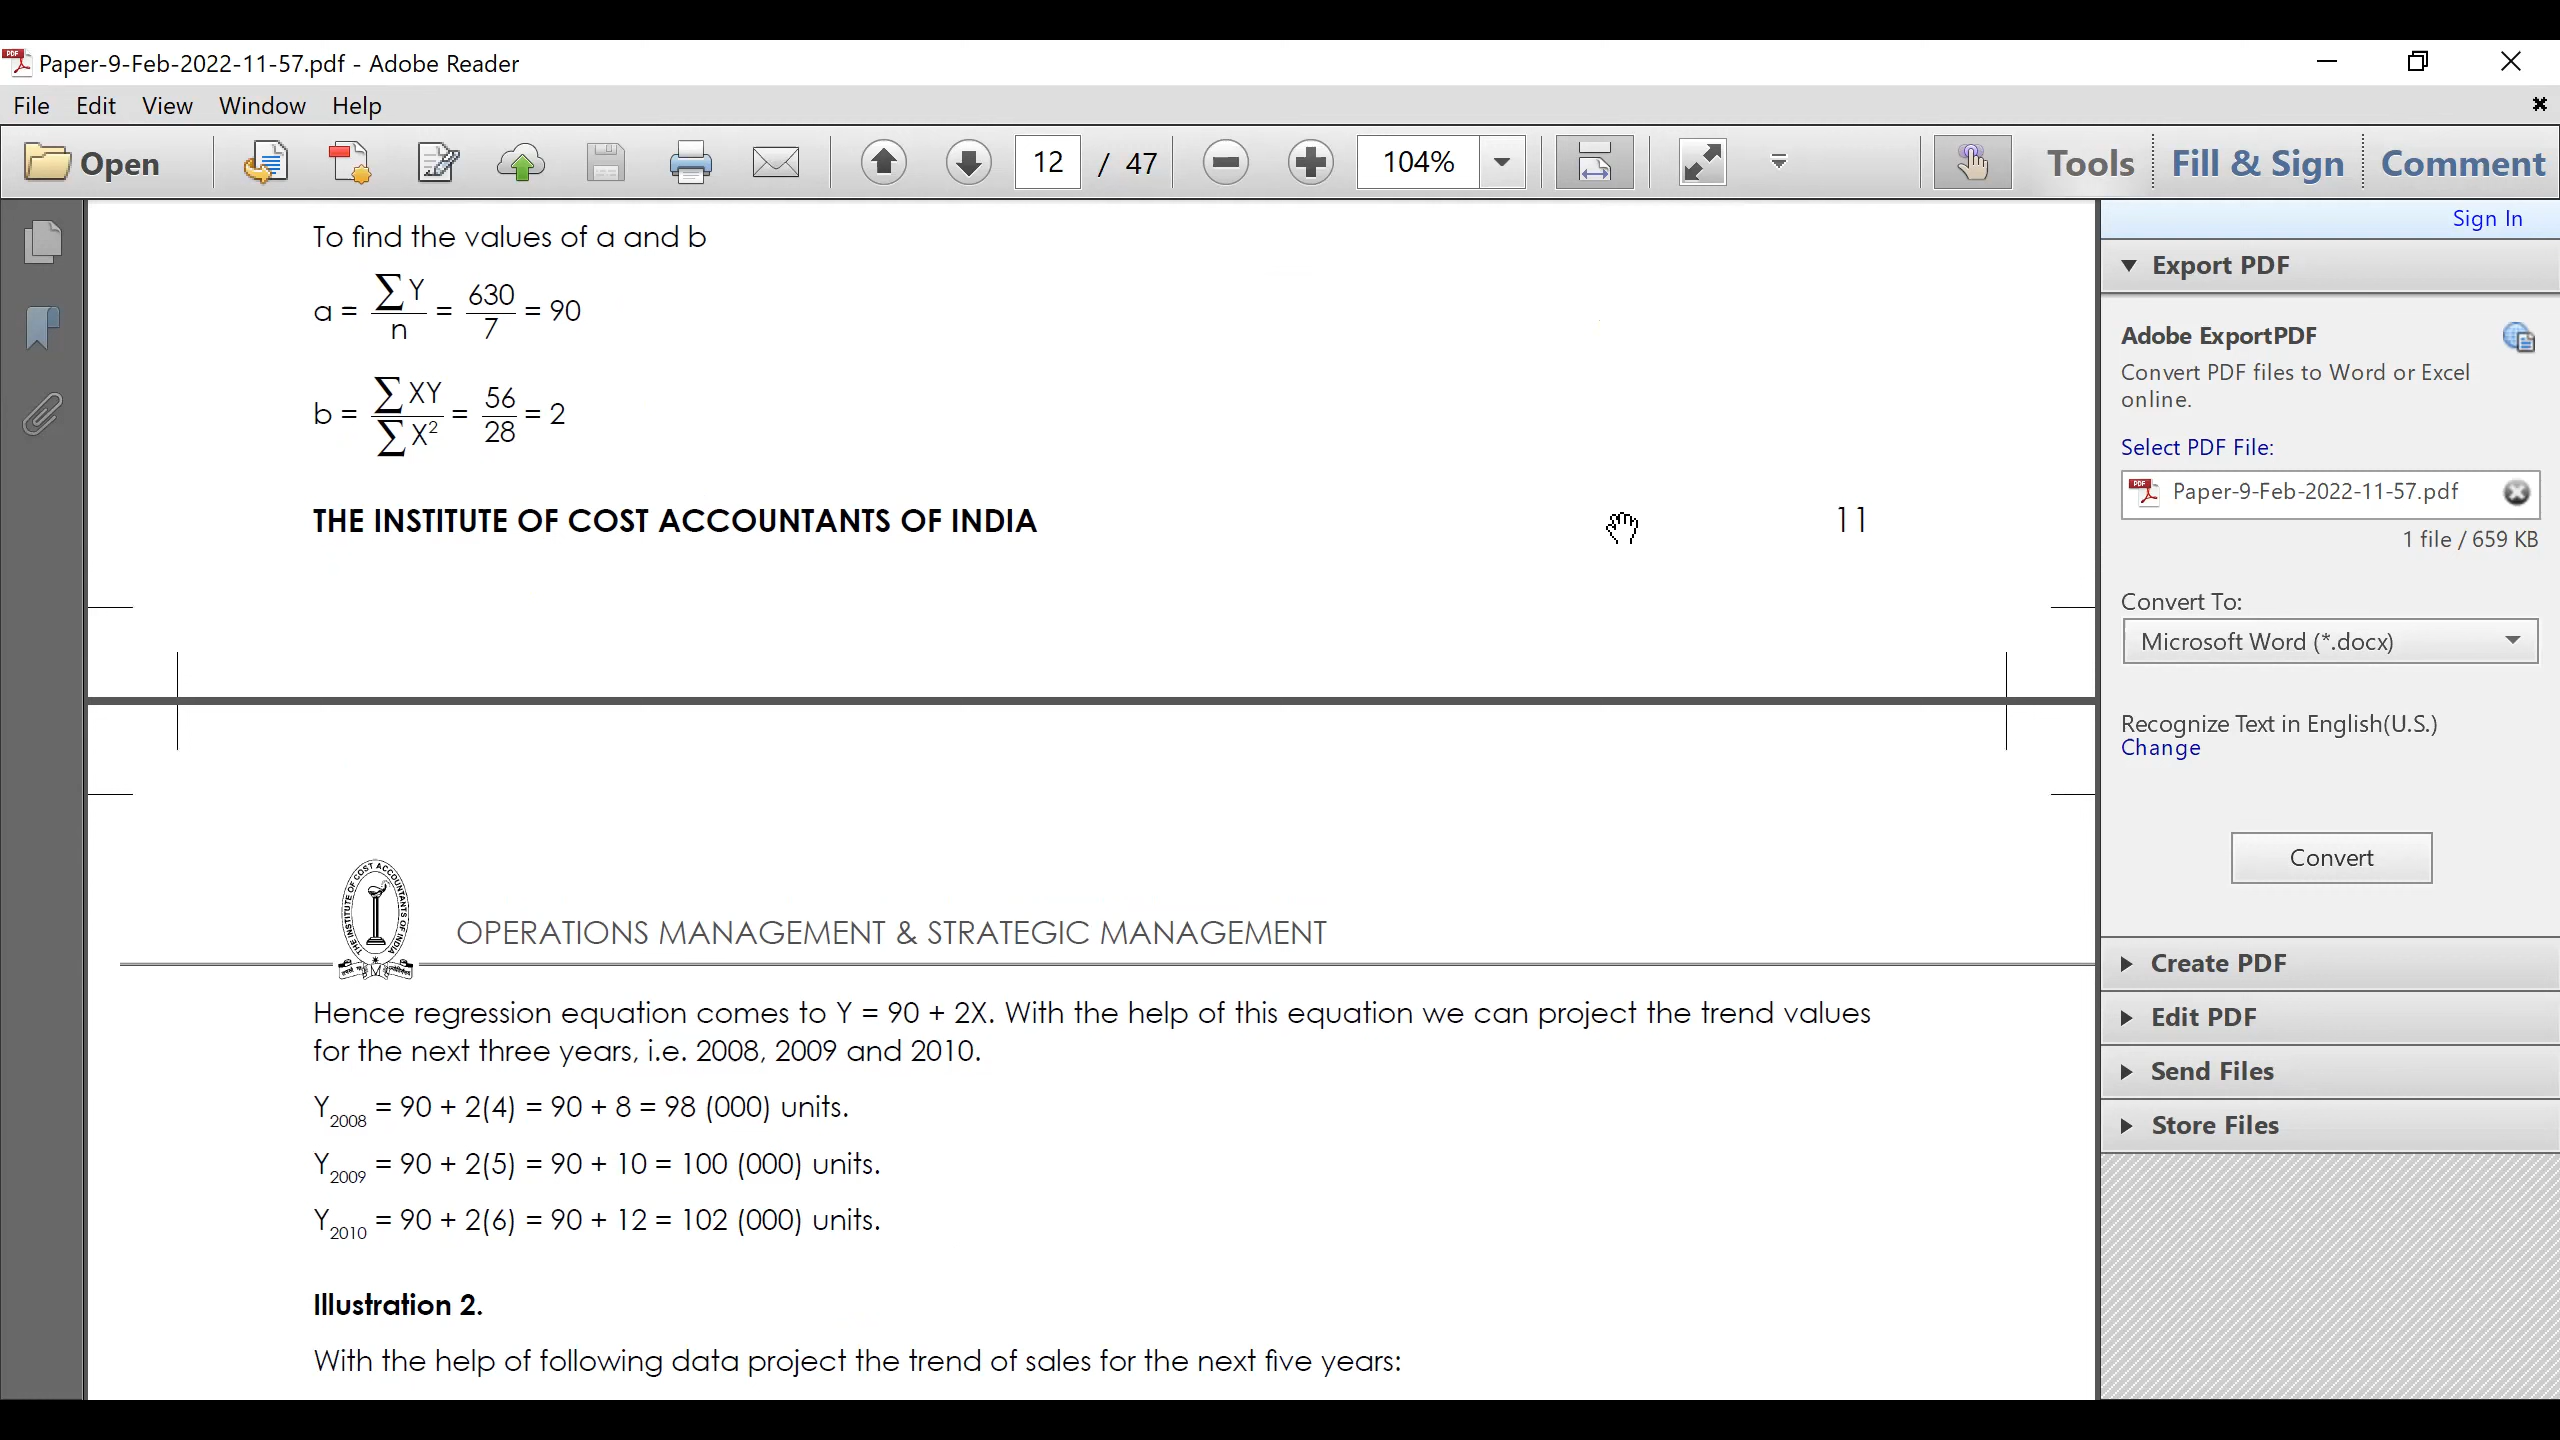 Paper-9-Feb-2022-11-57.pdf - Adobe Reader
File Edit View Window Help
Open 12 / 47 104% Tools Fill & Sign Comment
Sign In
Export PDF
Adobe ExportPDF
Convert PDF files to Word or Excel
online.
Select PDF File:
Paper-9-Feb-2022-11-57.pdf
1 file / 659 KB
Convert To:
Microsoft Word (*.docx)
Recognize Text in English(U.S.)
Change
Convert
Create PDF
Edit PDF
Send Files
Store Files
To find the values of a and b
a = ∑Y / n = 630 / 7 = 90
b = ∑XY / ∑X² = 56 / 28 = 2
THE INSTITUTE OF COST ACCOUNTANTS OF INDIA 11
THE INSTITUTE OF COST ACCOUNTANTS OF INDIA
OPERATIONS MANAGEMENT & STRATEGIC MANAGEMENT
Hence regression equation comes to Y = 90 + 2X. With the help of this equation we can project the trend values
for the next three years, i.e. 2008, 2009 and 2010.
Y₂₀₀₈ = 90 + 2(4) = 90 + 8 = 98 (000) units.
Y₂₀₀₉ = 90 + 2(5) = 90 + 10 = 100 (000) units.
Y₂₀₁₀ = 90 + 2(6) = 90 + 12 = 102 (000) units.
Illustration 2.
With the help of following data project the trend of sales for the next five years: